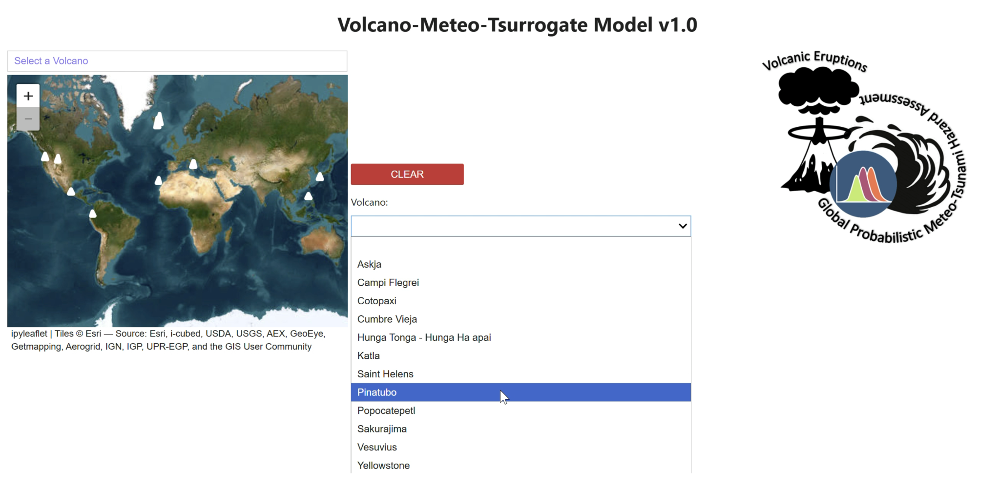 Volcano-Meteo-Tsurrogate Model v1.0
Select a Volcano
+
−
ipyleaflet | Tiles © Esri — Source: Esri, i-cubed, USDA, USGS, AEX, GeoEye,
Getmapping, Aerogrid, IGN, IGP, UPR-EGP, and the GIS User Community
CLEAR
Volcano:
Askja
Campi Flegrei
Cotopaxi
Cumbre Vieja
Hunga Tonga - Hunga Ha apai
Katla
Saint Helens
Pinatubo
Popocatepetl
Sakurajima
Vesuvius
Yellowstone
Volcanic Eruptions
Global Probabilistic Meteo-Tsunami Hazard Assessment